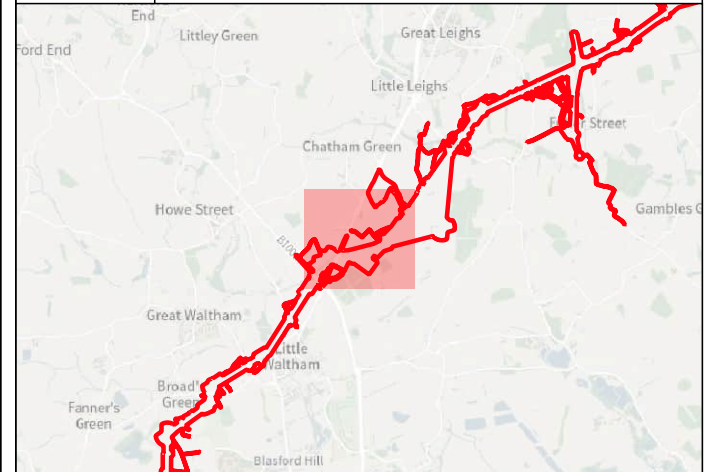 End
Littley Green
Great Leighs
Ford End
Little Leighs
Street
Chatham Green
Howe Street
Gambles
Great Waltham
Little
Waltham
Broad's
Green
Fanner's
Green
Blasford Hill